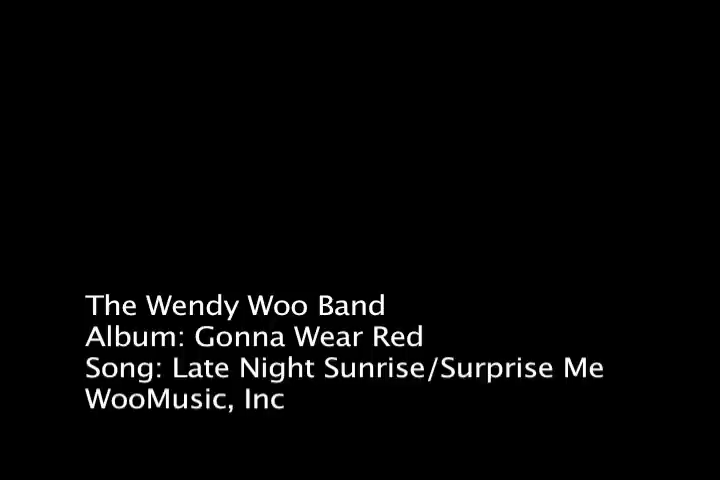 The Wendy Woo Band
Album: Gonna Wear Red
Song: Late Night Sunrise/Surprise Me
WooMusic, Inc